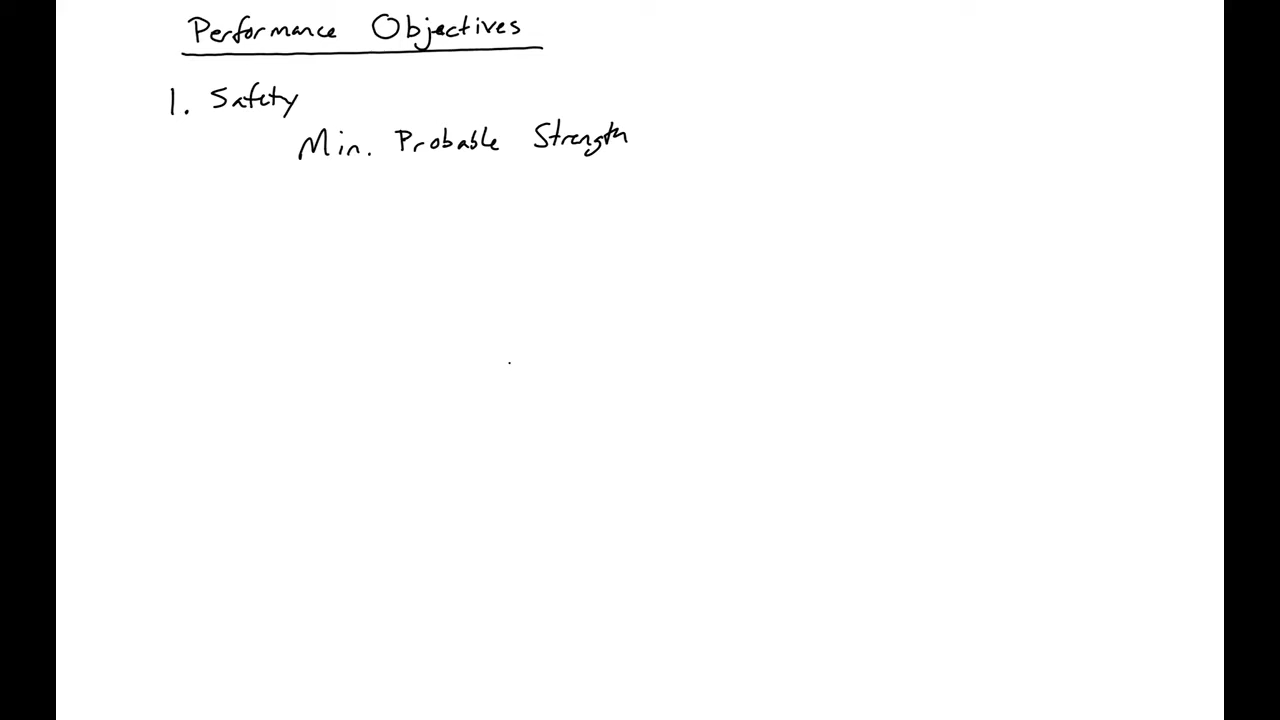 Performance Objectives
1. Safety
Min. Probable Strength